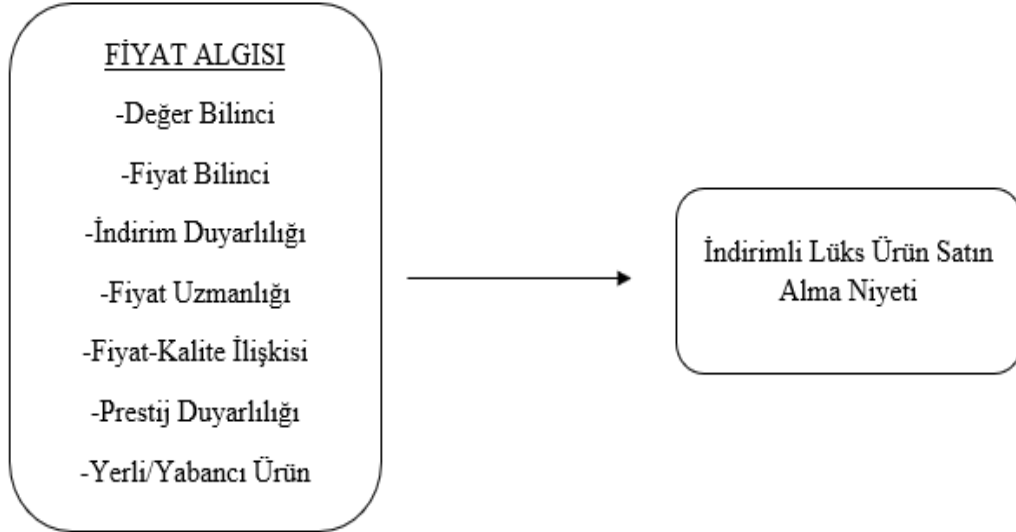 FİYAT ALGISI
-Değer Bilinci
-Fiyat Bilinci
-İndirim Duyarlılığı
-Fiyat Uzmanlığı
-Fiyat-Kalite İlişkisi
-Prestij Duyarlılığı
-Yerli/Yabancı Ürün
İndirimli Lüks Ürün Satın
Alma Niyeti